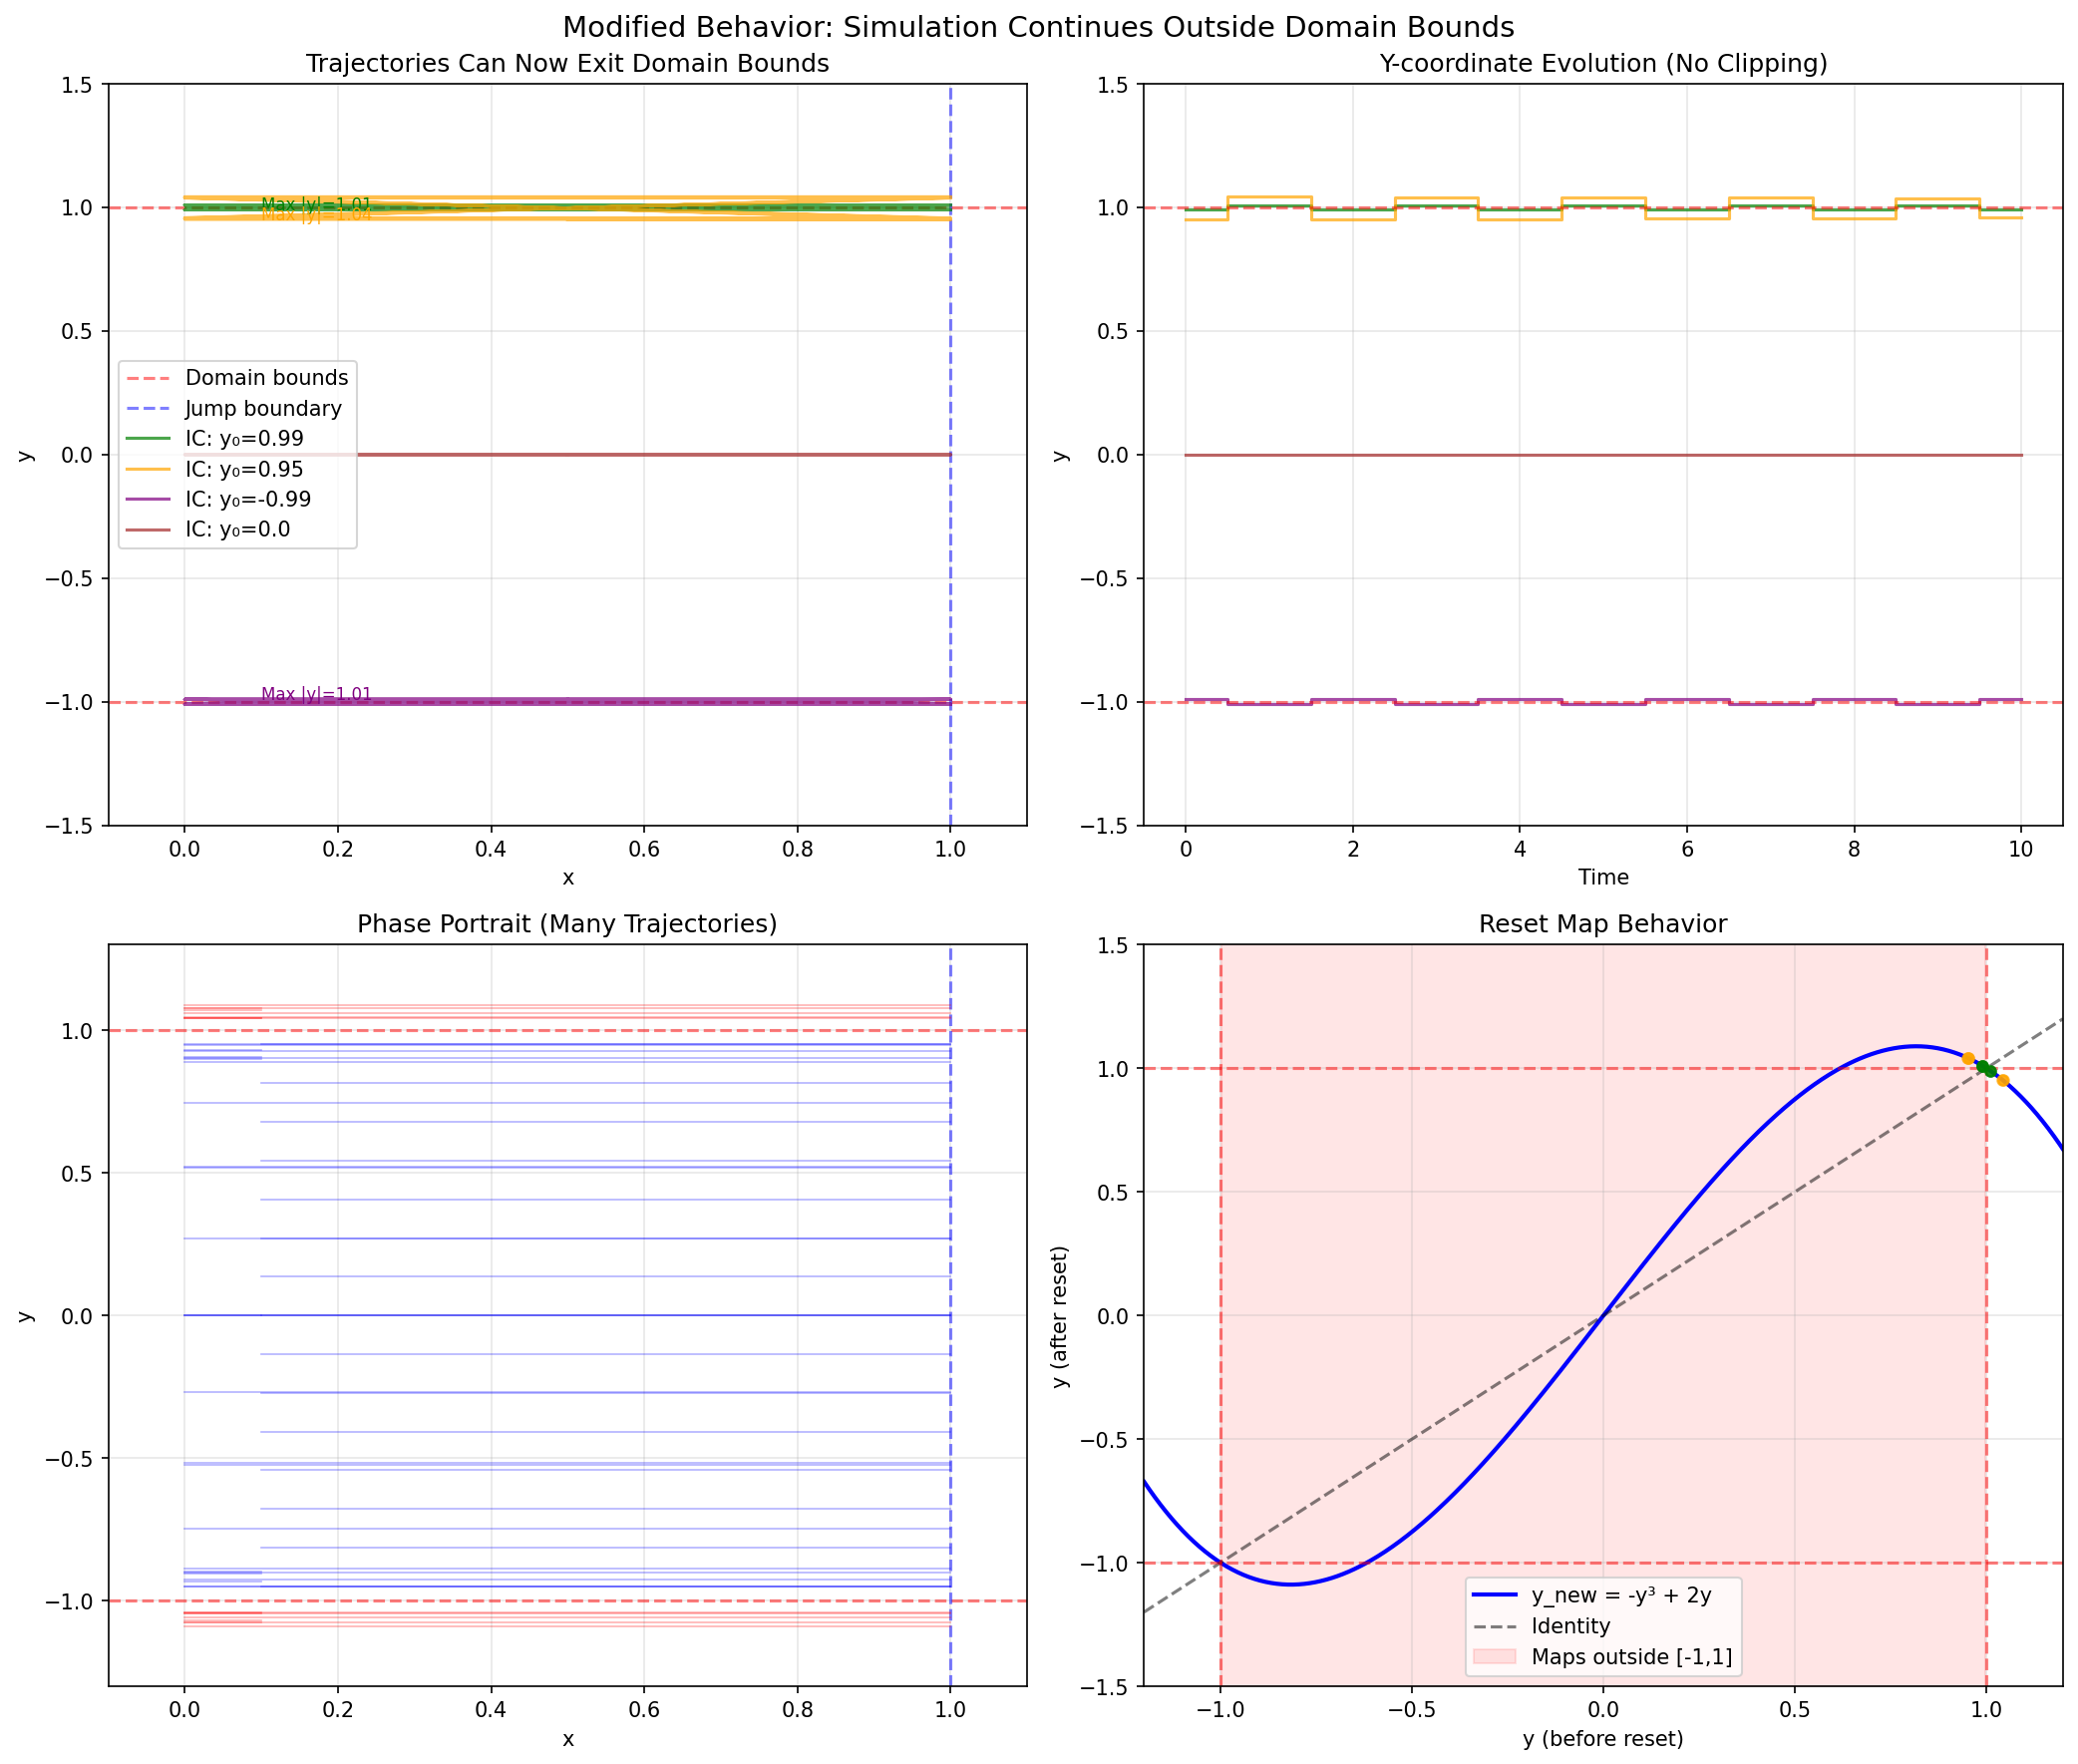 Modified Behavior: Simulation Continues Outside Domain Bounds
Trajectories Can Now Exit Domain Bounds
1.5
1.0
0.5
0.0
−0.5
−1.0
−1.5
y
Max |y|=1.01
Max |y|=1.04
Domain bounds
Jump boundary
IC: y₀=0.99
IC: y₀=0.95
IC: y₀=-0.99
IC: y₀=0.0
Max |y|=1.01
0.0 0.2 0.4 0.6 0.8 1.0
x
Y-coordinate Evolution (No Clipping)
1.5
1.0
0.5
0.0
−0.5
−1.0
−1.5
y
0 2 4 6 8 10
Time
Phase Portrait (Many Trajectories)
1.0
0.5
0.0
−0.5
−1.0
y
0.0 0.2 0.4 0.6 0.8 1.0
x
Reset Map Behavior
1.5
1.0
0.5
0.0
−0.5
−1.0
−1.5
y (after reset)
y_new = -y³ + 2y
Identity
Maps outside [-1,1]
−1.0 −0.5 0.0 0.5 1.0
y (before reset)